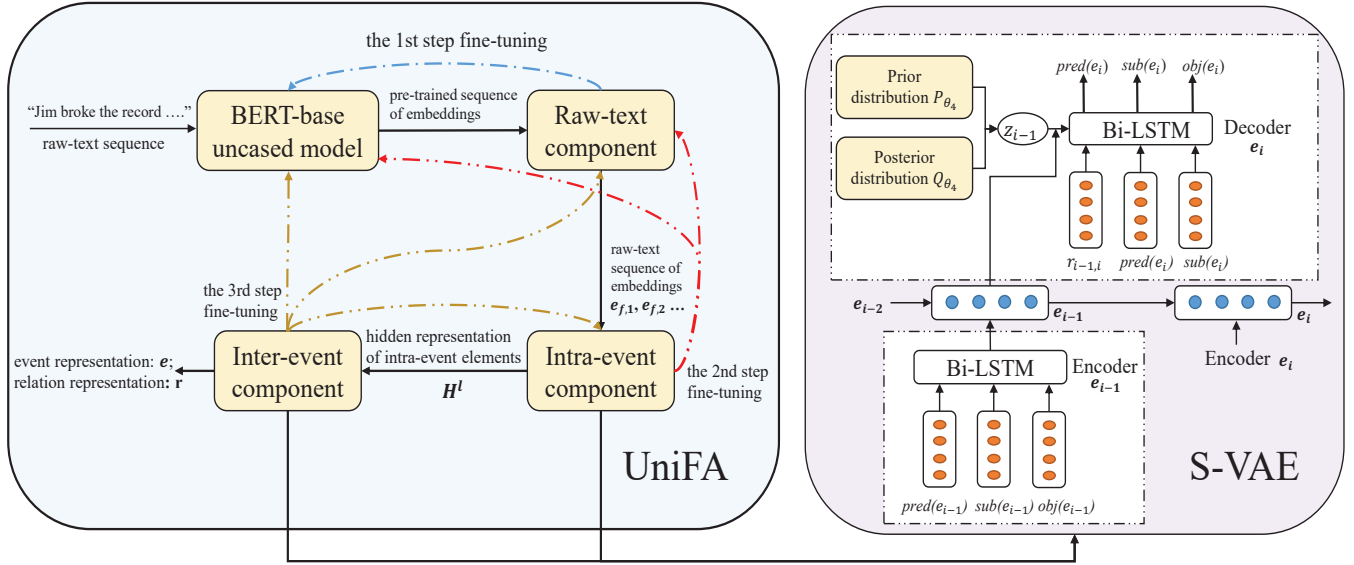 the 1st step fine-tuning
“Jim broke the record ….”
raw-text sequence
BERT-base
uncased model
pre-trained sequence
of embeddings
Raw-text
component
raw-text
sequence of
embeddings
e_{f,1}, e_{f,2} …
the 3rd step
fine-tuning
Inter-event
component
hidden representation
of intra-event elements
H^l
Intra-event
component
the 2nd step
fine-tuning
event representation: e;
relation representation: r
UniFA
Prior
distribution P_{θ_4}
Posterior
distribution Q_{θ_4}
z_{i−1}
pred(e_i) sub(e_i) obj(e_i)
Bi-LSTM
Decoder
e_i
r_{i−1,i} pred(e_i) sub(e_i)
e_{i−2}
e_{i−1}
e_i
Encoder e_i
Bi-LSTM
Encoder
e_{i−1}
pred(e_{i−1}) sub(e_{i−1}) obj(e_{i−1})
S-VAE